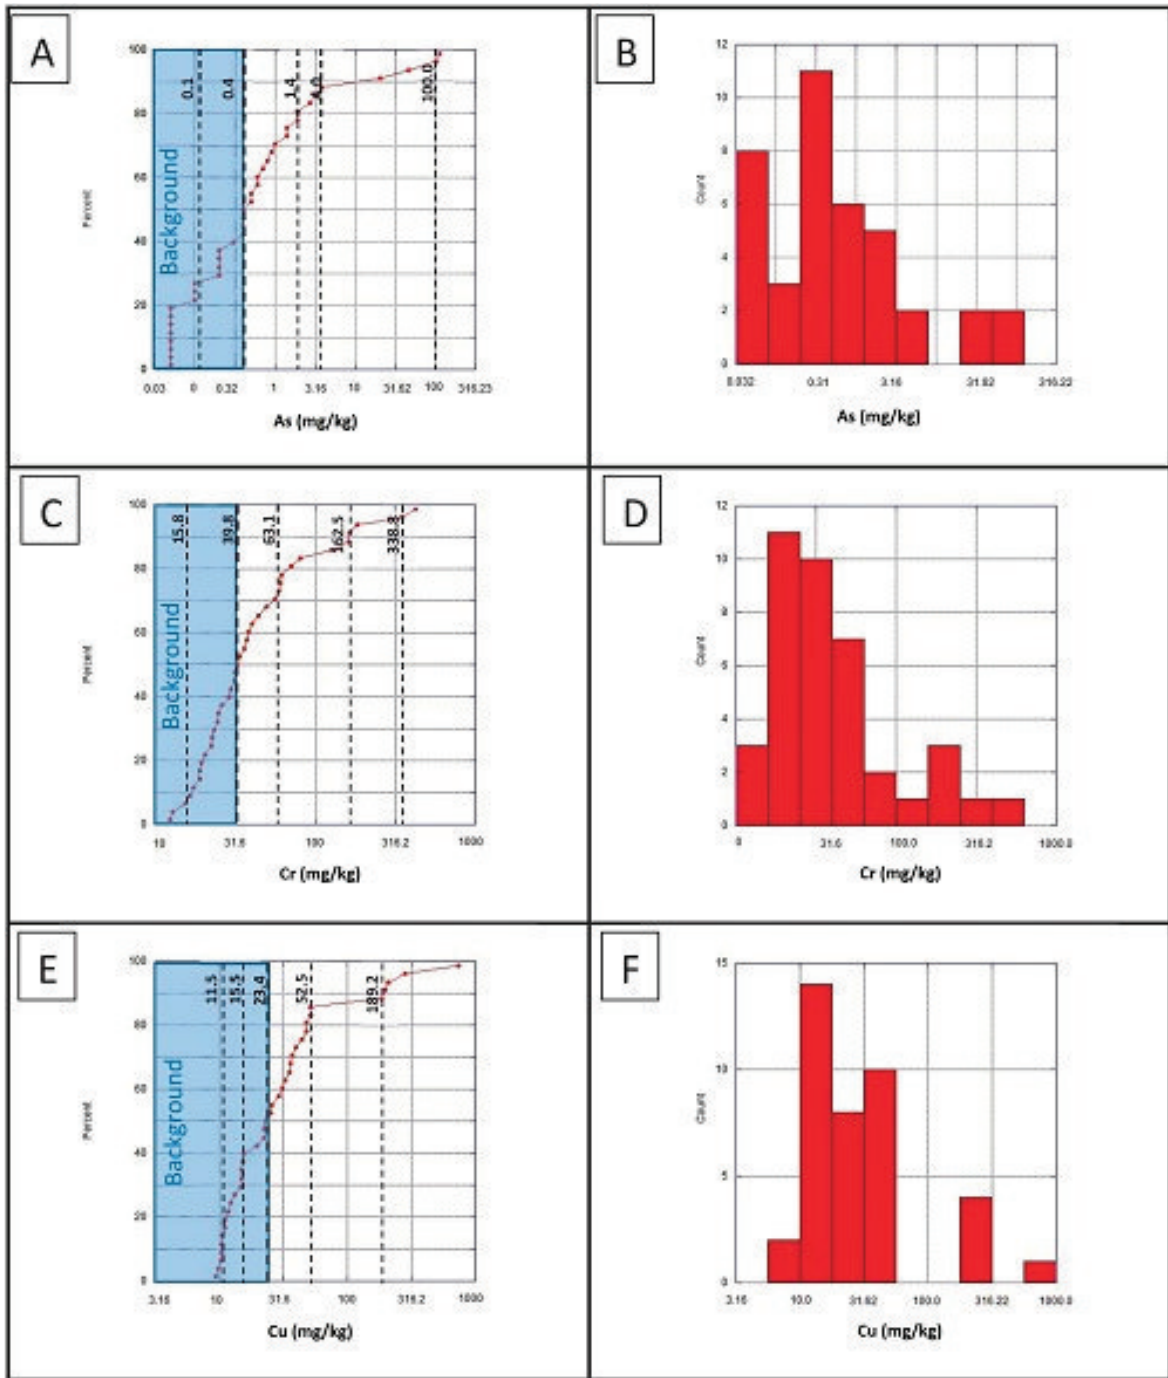 A
100
80
60
40
20
0
Percent
Background
0.1
0.4
1.4
4.0
100.0
0.03 0 0.32 1 3.16 10 31.62 100 316.23
As (mg/kg)
B
12
10
8
6
4
2
0
Count
0.032 0.31 3.16 31.62 316.22
As (mg/kg)
C
100
80
60
40
20
0
Percent
Background
15.8
39.8
63.1
162.5
338.8
10 31.6 100 316.2 1000
Cr (mg/kg)
D
12
10
8
6
4
2
0
Count
0 31.6 100.0 316.2 1000.0
Cr (mg/kg)
E
100
80
60
40
20
0
Percent
Background
11.5
15.5
23.4
52.5
189.2
3.16 10 31.6 100 316.2 1000
Cu (mg/kg)
F
15
10
5
0
Count
3.16 10.0 31.62 100.0 316.22 1000.0
Cu (mg/kg)